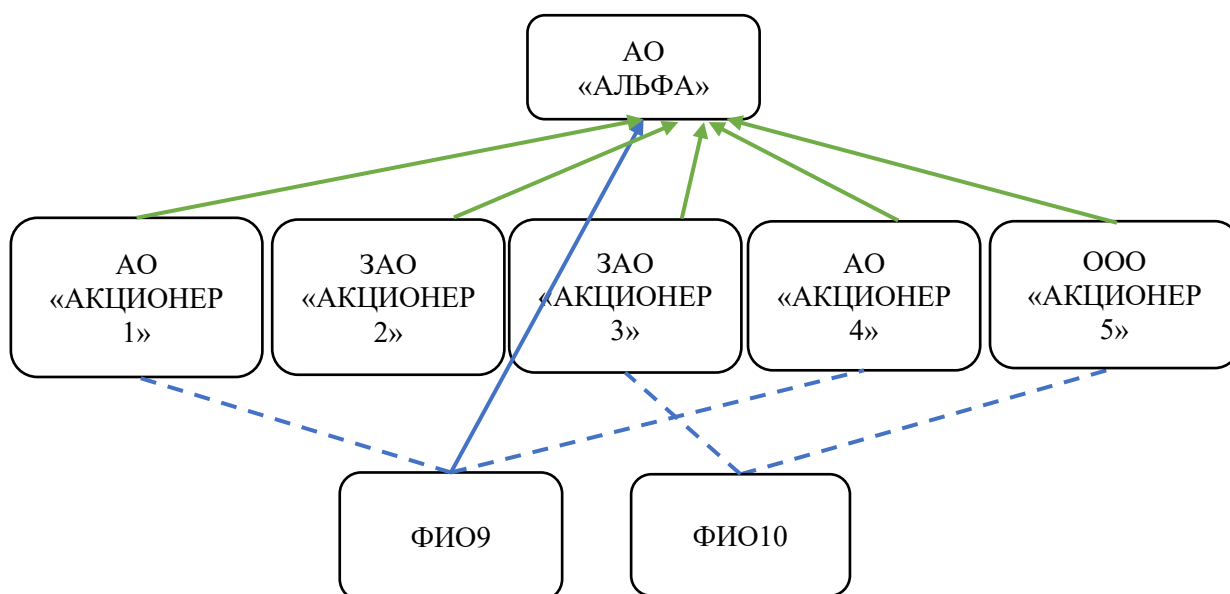 АО
«АЛЬФА»
АО
«АКЦИОНЕР
1»
ЗАО
«АКЦИОНЕР
2»
ЗАО
«АКЦИОНЕР
3»
АО
«АКЦИОНЕР
4»
ООО
«АКЦИОНЕР
5»
ФИО9
ФИО10